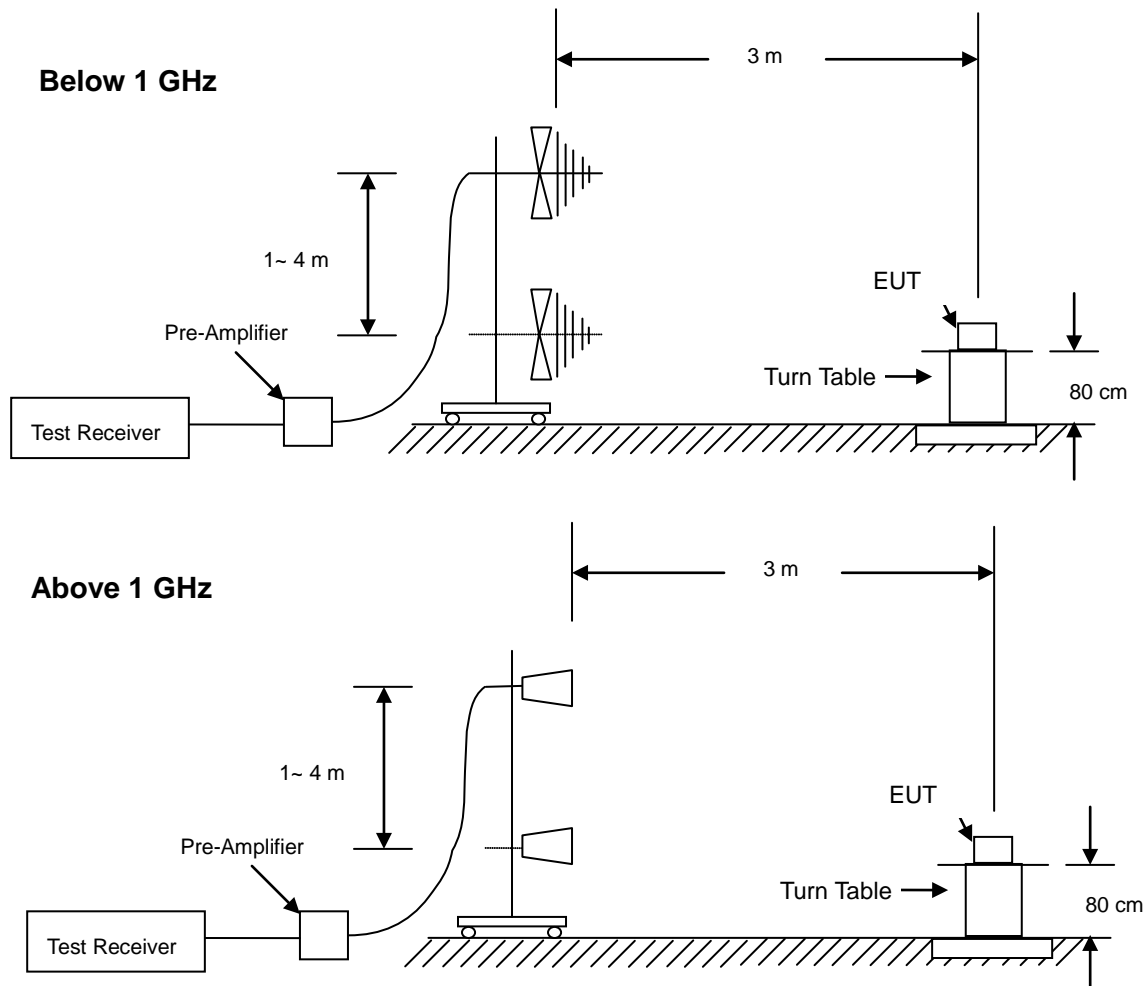 3 m
Below 1 GHz
1~ 4 m
EUT
Pre-Amplifier
Turn Table
80 cm
Test Receiver
3 m
Above 1 GHz
1~ 4 m
EUT
Pre-Amplifier
Turn Table
80 cm
Test Receiver